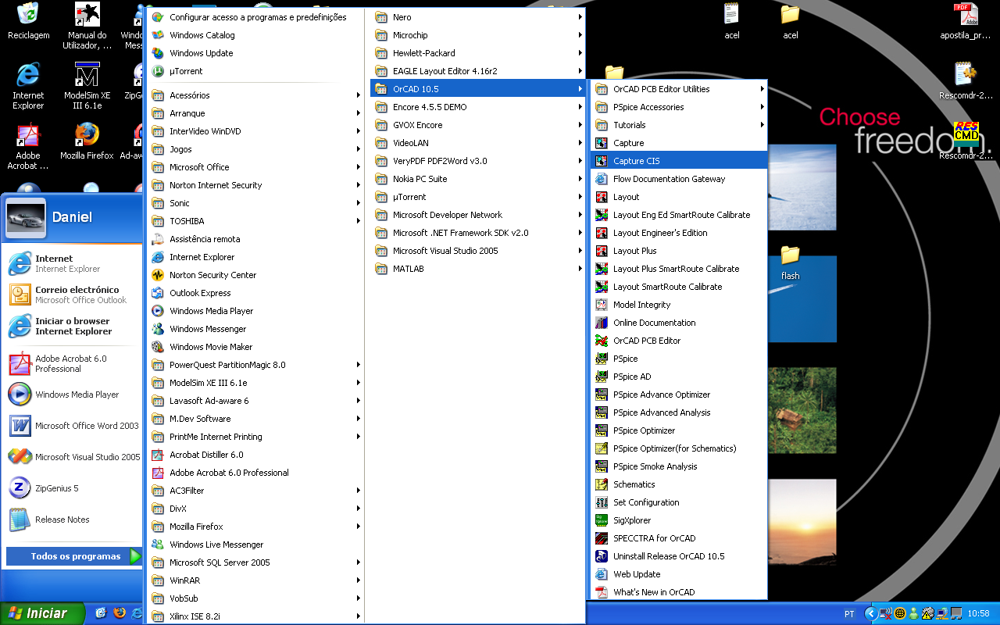 Reciclagem
Manual do
Utilizador, ...
acel
acel
apostila_pr...
Internet
Explorer
ModelSim XE
III 6.1e
Rescomdr-2...
Adobe
Acrobat ...
Mozilla Firefox
Ad-aw
Choose
freedom.
RES
CMD
Rescomdr-2...
flash
Daniel
Internet
Internet Explorer
Correio electrónico
Microsoft Office Outlook
Iniciar o browser
Internet Explorer
Adobe Acrobat 6.0
Professional
Windows Media Player
Microsoft Office Word 2003
Microsoft Visual Studio 2005
ZipGenius 5
Release Notes
Todos os programas
Configurar acesso a programas e predefinições
Windows Catalog
Windows Update
µTorrent
Acessórios
Arranque
InterVideo WinDVD
Jogos
Microsoft Office
Norton Internet Security
Sonic
TOSHIBA
Assistência remota
Internet Explorer
Norton Security Center
Outlook Express
Windows Media Player
Windows Messenger
Windows Movie Maker
PowerQuest PartitionMagic 8.0
ModelSim XE III 6.1e
Lavasoft Ad-aware 6
M.Dev Software
PrintMe Internet Printing
Acrobat Distiller 6.0
Adobe Acrobat 6.0 Professional
AC3Filter
DivX
Mozilla Firefox
Windows Live Messenger
Microsoft SQL Server 2005
WinRAR
VobSub
Xilinx ISE 8.2i
Nero
Microchip
Hewlett-Packard
EAGLE Layout Editor 4.16r2
OrCAD 10.5
Encore 4.5.5 DEMO
GVOX Encore
VideoLAN
VeryPDF PDF2Word v3.0
Nokia PC Suite
µTorrent
Microsoft Developer Network
Microsoft .NET Framework SDK v2.0
Microsoft Visual Studio 2005
MATLAB
OrCAD PCB Editor Utilities
PSpice Accessories
Tutorials
Capture
Capture CIS
Flow Documentation Gateway
Layout
Layout Eng Ed SmartRoute Calibrate
Layout Engineer's Edition
Layout Plus
Layout Plus SmartRoute Calibrate
Layout SmartRoute Calibrate
Model Integrity
Online Documentation
OrCAD PCB Editor
PSpice
PSpice AD
PSpice Advance Optimizer
PSpice Advanced Analysis
PSpice Optimizer
PSpice Optimizer(for Schematics)
PSpice Smoke Analysis
Schematics
Set Configuration
SigXplorer
SPECCTRA for OrCAD
Uninstall Release OrCAD 10.5
Web Update
What's New in OrCAD
Iniciar
PT
10:58